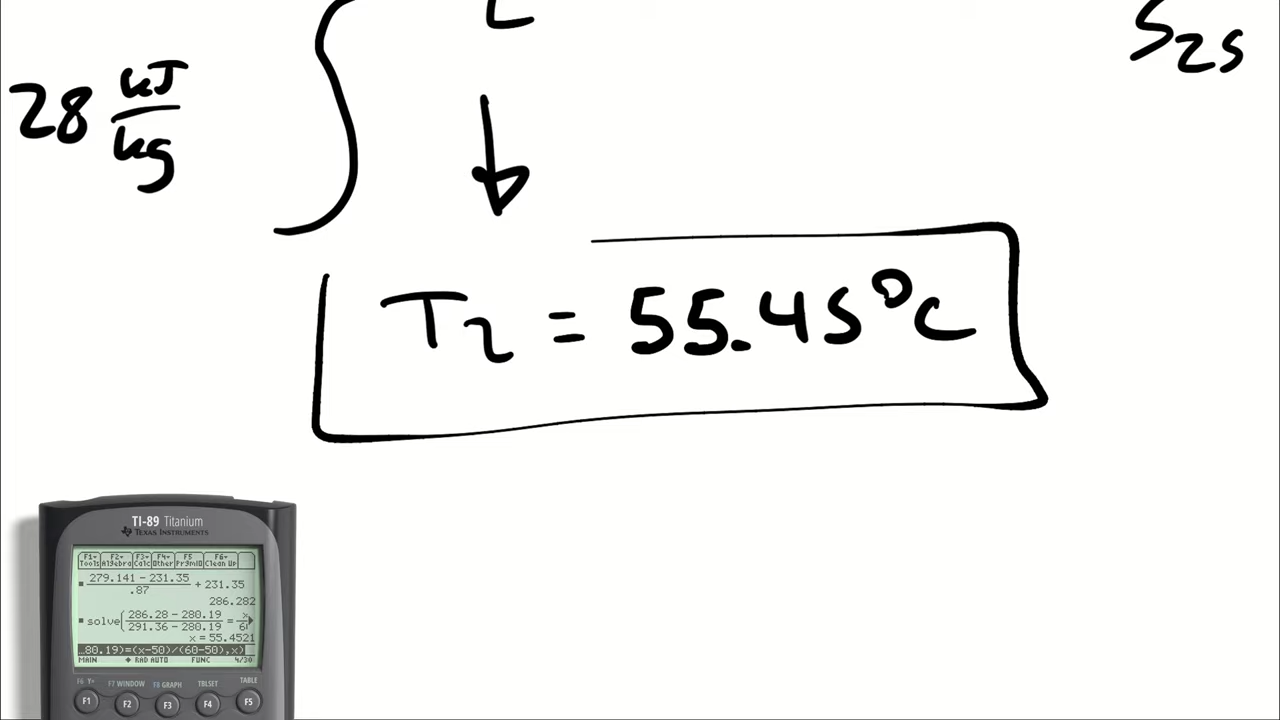 28 kJ
kg
S2s
T2 = 55.45°C
TI-89 Titanium
TEXAS INSTRUMENTS
F1 Tools F2 Algebra F3 Calc F4 Other F5 PrgmIO F6 Clean Up
279.141 - 231.35
.87
+ 231.35
286.282
solve(
286.28 - 280.19
291.36 - 280.19
= x
6
x = 55.4521
80.19)=(x-50)/(60-50),x)
MAIN RAD AUTO FUNC 4/30
F6 F7 WINDOW F8 GRAPH TBLSET TABLE
F1 F2 F3 F4 F5